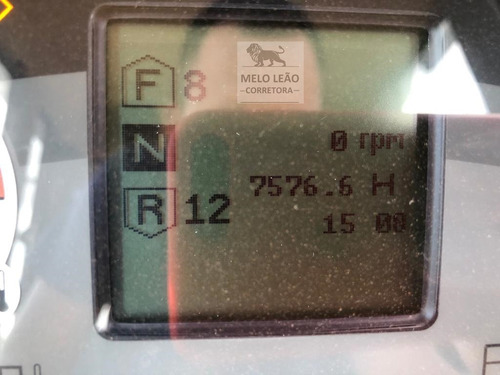 MELO LEÃO
CORRETORA
F 8
N
0 rpm
7576.6 H
R 12
15 00